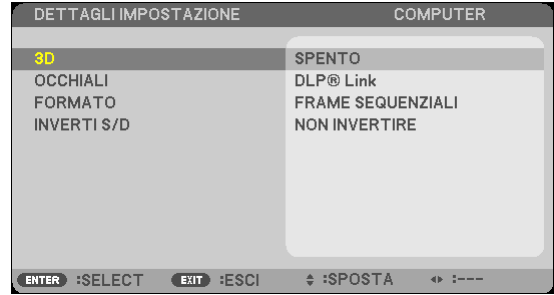 DETTAGLI IMPOSTAZIONE COMPUTER
3D SPENTO
OCCHIALI DLP® Link
FORMATO FRAME SEQUENZIALI
INVERTI S/D NON INVERTIRE
ENTER :SELECT EXIT :ESCI :SPOSTA :---